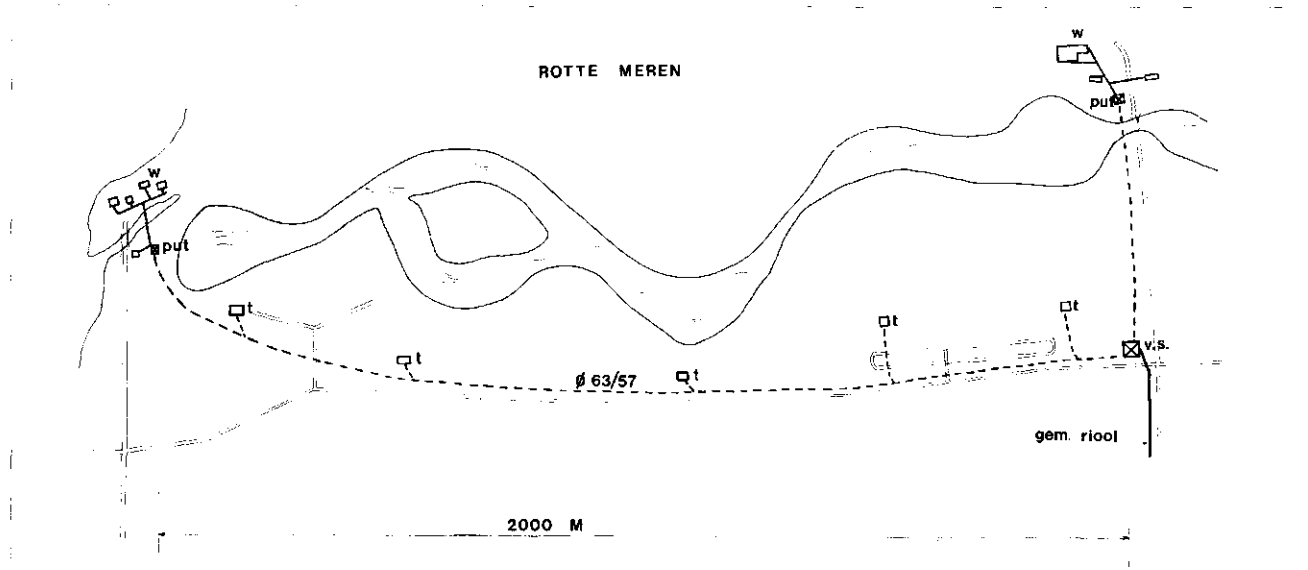 w
ROTTE MEREN
put
w
put
t
t
t
t
t
v.s.
ø 63/57
gem. riool
2000 M